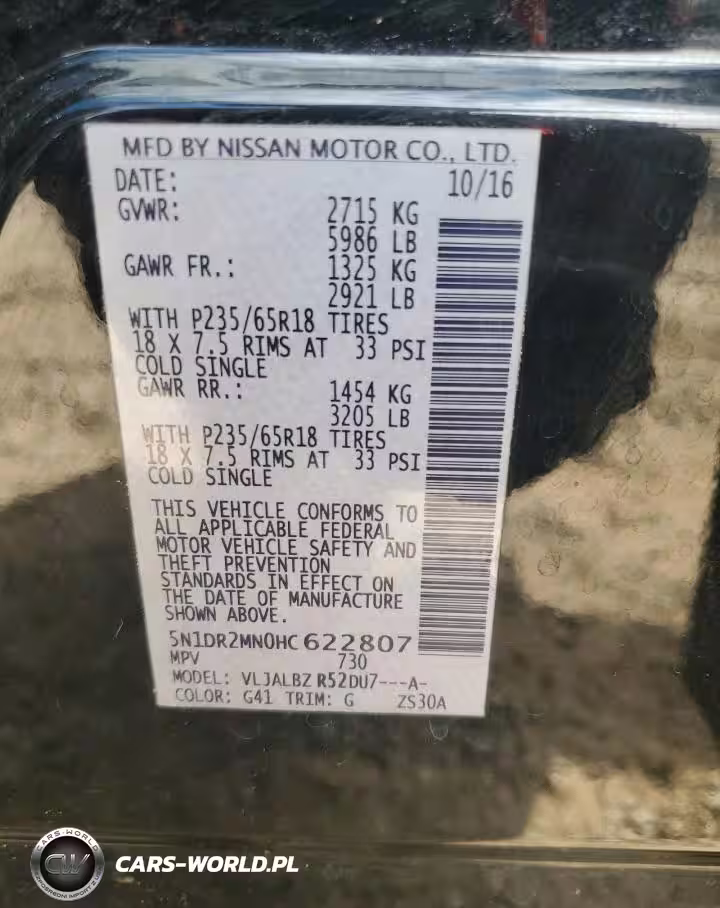 MFD BY NISSAN MOTOR CO., LTD.
DATE: 10/16
GVWR: 2715 KG
5986 LB
GAWR FR.: 1325 KG
2921 LB
WITH P235/65R18 TIRES
18 X 7.5 RIMS AT 33 PSI
COLD SINGLE
GAWR RR.: 1454 KG
3205 LB
WITH P235/65R18 TIRES
18 X 7.5 RIMS AT 33 PSI
COLD SINGLE
THIS VEHICLE CONFORMS TO
ALL APPLICABLE FEDERAL
MOTOR VEHICLE SAFETY AND
THEFT PREVENTION
STANDARDS IN EFFECT ON
THE DATE OF MANUFACTURE
SHOWN ABOVE.
5N1DR2MN0HC622807
MPV 730
MODEL: VLJALBZ R52DU7---A-
COLOR: G41 TRIM: G ZS30A
CARS-WORLD
CW
CARS-WORLD.PL